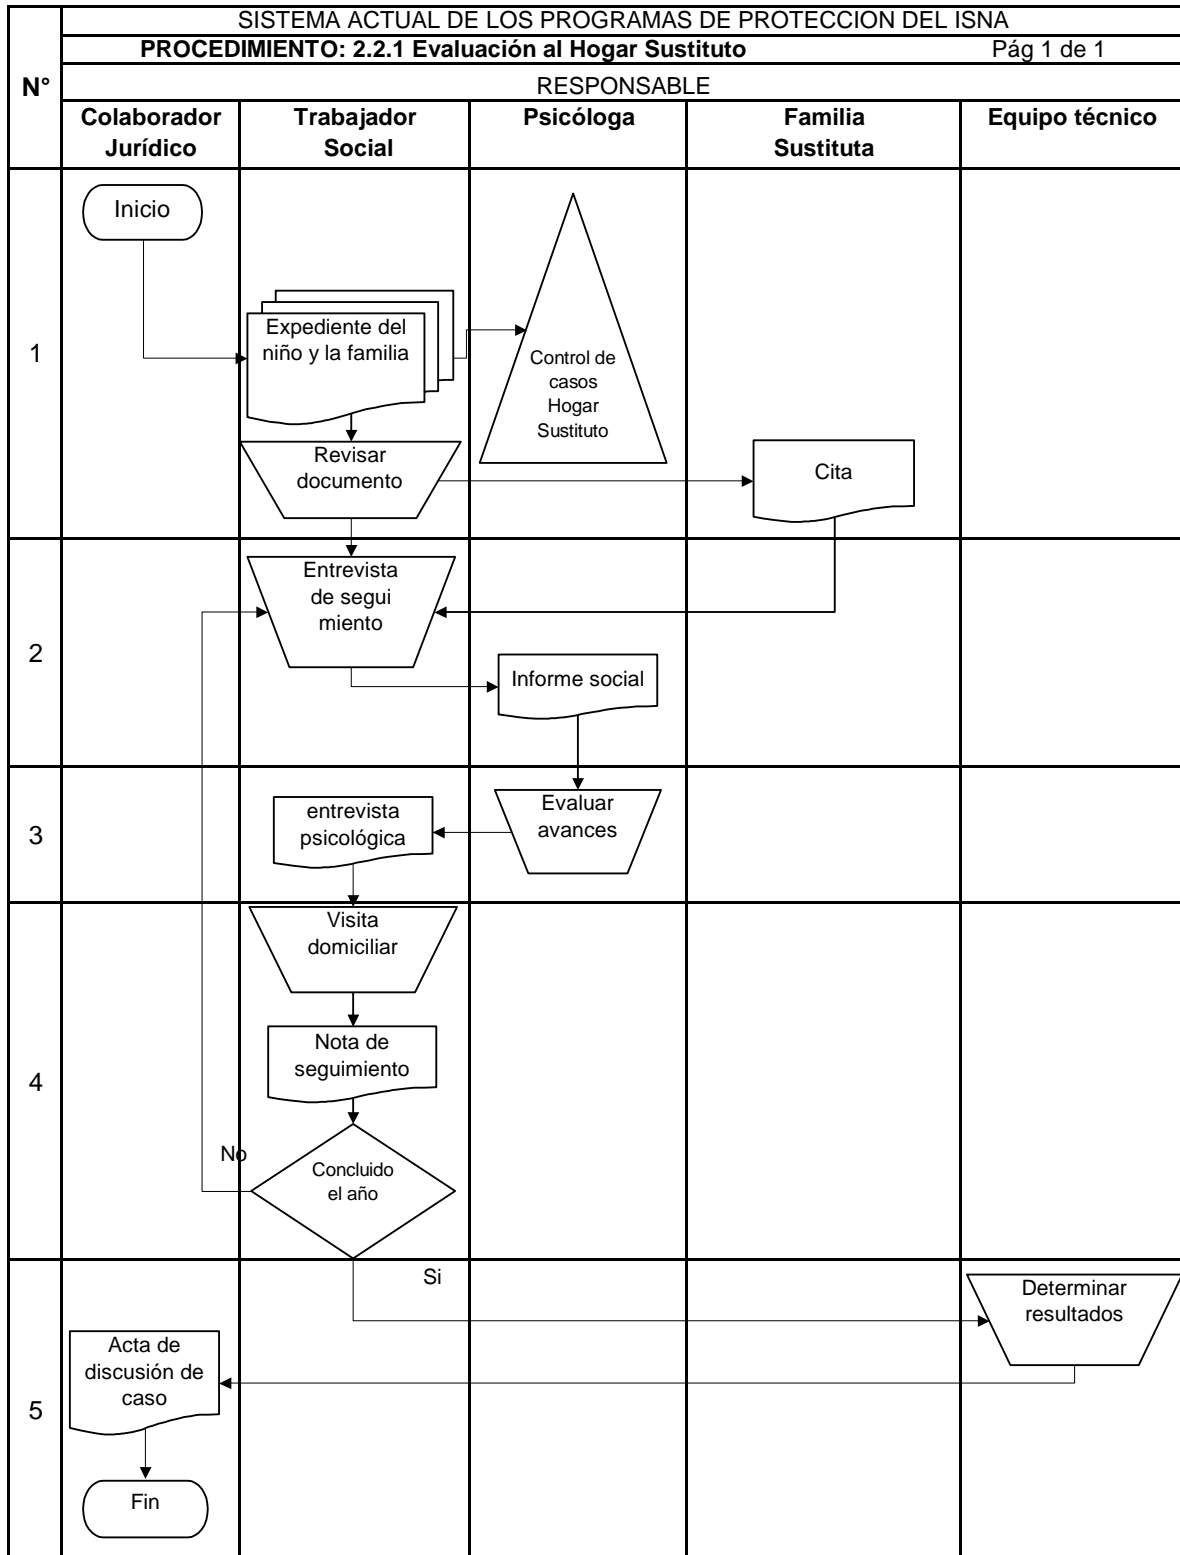 SISTEMA ACTUAL DE LOS PROGRAMAS DE PROTECCION DEL ISNA
PROCEDIMIENTO: 2.2.1 Evaluación al Hogar Sustituto
Pág 1 de 1
N°
RESPONSABLE
Colaborador
Jurídico
Trabajador
Social
Psicóloga
Familia
Sustituta
Equipo técnico
1
Inicio
Expediente del
niño y la familia
Control de
casos
Hogar
Sustituto
Revisar
documento
Cita
2
Entrevista
de segui
miento
Informe social
3
Evaluar
avances
entrevista
psicológica
4
Visita
domiciliar
Nota de
seguimiento
No
Concluido
el año
5
Si
Determinar
resultados
Acta de
discusión de
caso
Fin